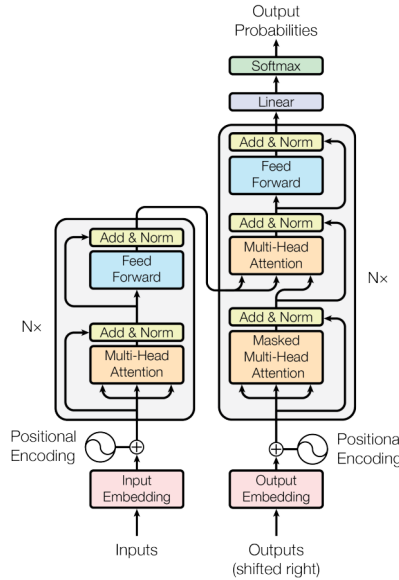 Output
Probabilities
Softmax
Linear
Add & Norm
Feed
Forward
Add & Norm
Multi-Head
Attention
Add & Norm
Masked
Multi-Head
Attention
N×
Add & Norm
Feed
Forward
N×
Add & Norm
Multi-Head
Attention
Positional
Encoding
Positional
Encoding
Input
Embedding
Output
Embedding
Inputs
Outputs
(shifted right)